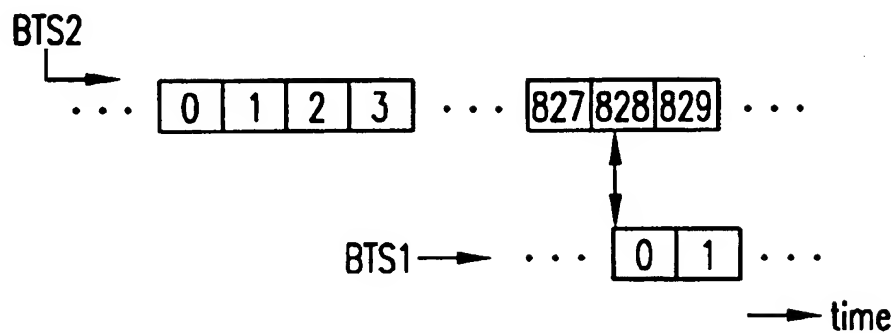 BTS2
· · · 0 1 2 3 · · · 827 828 829 · · ·
BTS1 · · · 0 1 · · ·
time